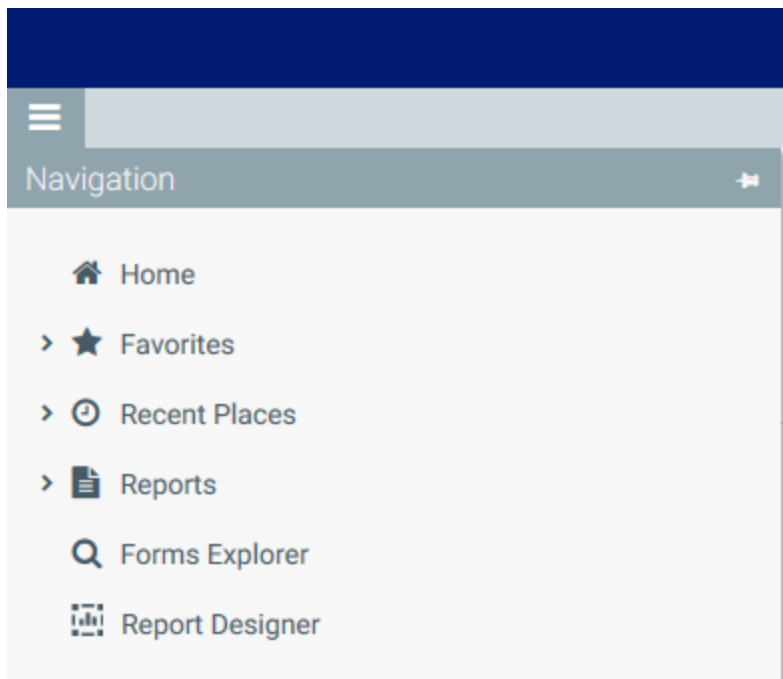 Navigation
Home
Favorites
Recent Places
Reports
Forms Explorer
Report Designer